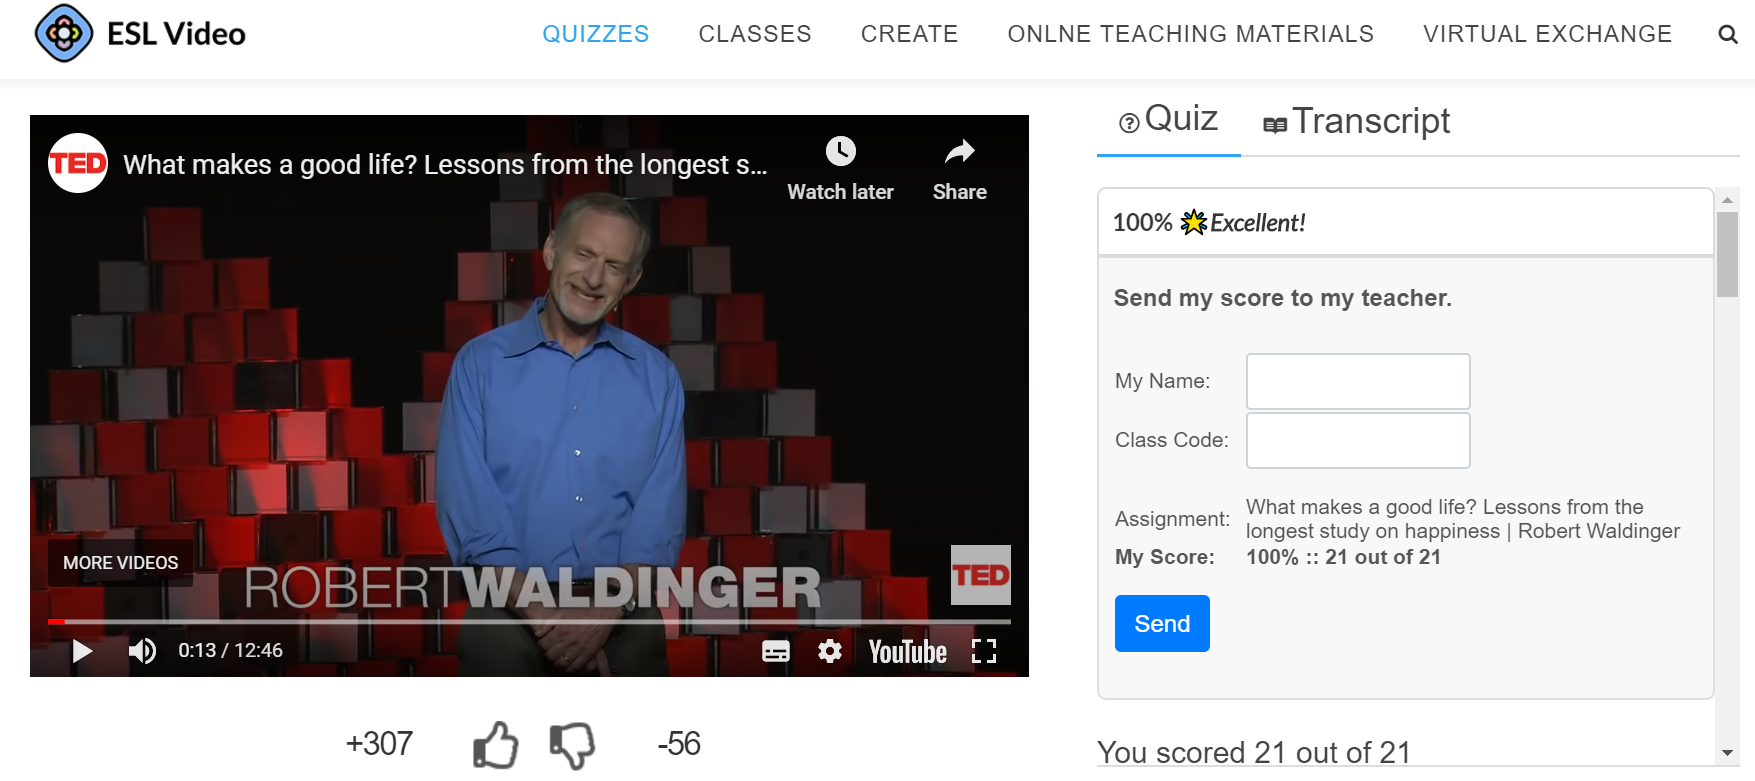 ESL Video
QUIZZES
CLASSES
CREATE
ONLNE TEACHING MATERIALS
VIRTUAL EXCHANGE
TED
What makes a good life? Lessons from the longest s...
Watch later
Share
MORE VIDEOS
ROBERTWALDINGER
TED
0:13 / 12:46
YouTube
+307
-56
Quiz
Transcript
100% Excellent!
Send my score to my teacher.
My Name:
Class Code:
Assignment:
What makes a good life? Lessons from the
longest study on happiness | Robert Waldinger
My Score:
100% :: 21 out of 21
Send
You scored 21 out of 21